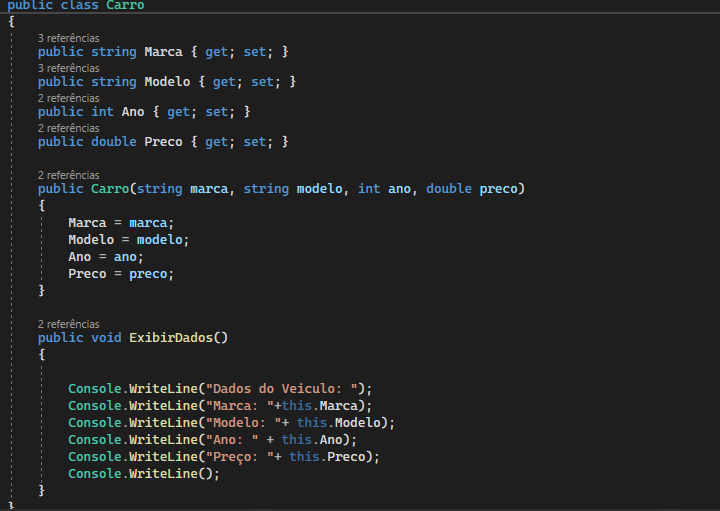 public class Carro
{
3 referências
public string Marca { get; set; }
3 referências
public string Modelo { get; set; }
2 referências
public int Ano { get; set; }
2 referências
public double Preco { get; set; }
2 referências
public Carro(string marca, string modelo, int ano, double preco)
{
Marca = marca;
Modelo = modelo;
Ano = ano;
Preco = preco;
}
2 referências
public void ExibirDados()
{
Console.WriteLine("Dados do Veiculo: ");
Console.WriteLine("Marca: "+this.Marca);
Console.WriteLine("Modelo: "+ this.Modelo);
Console.WriteLine("Ano: " + this.Ano);
Console.WriteLine("Preço: "+ this.Preco);
Console.WriteLine();
}
}